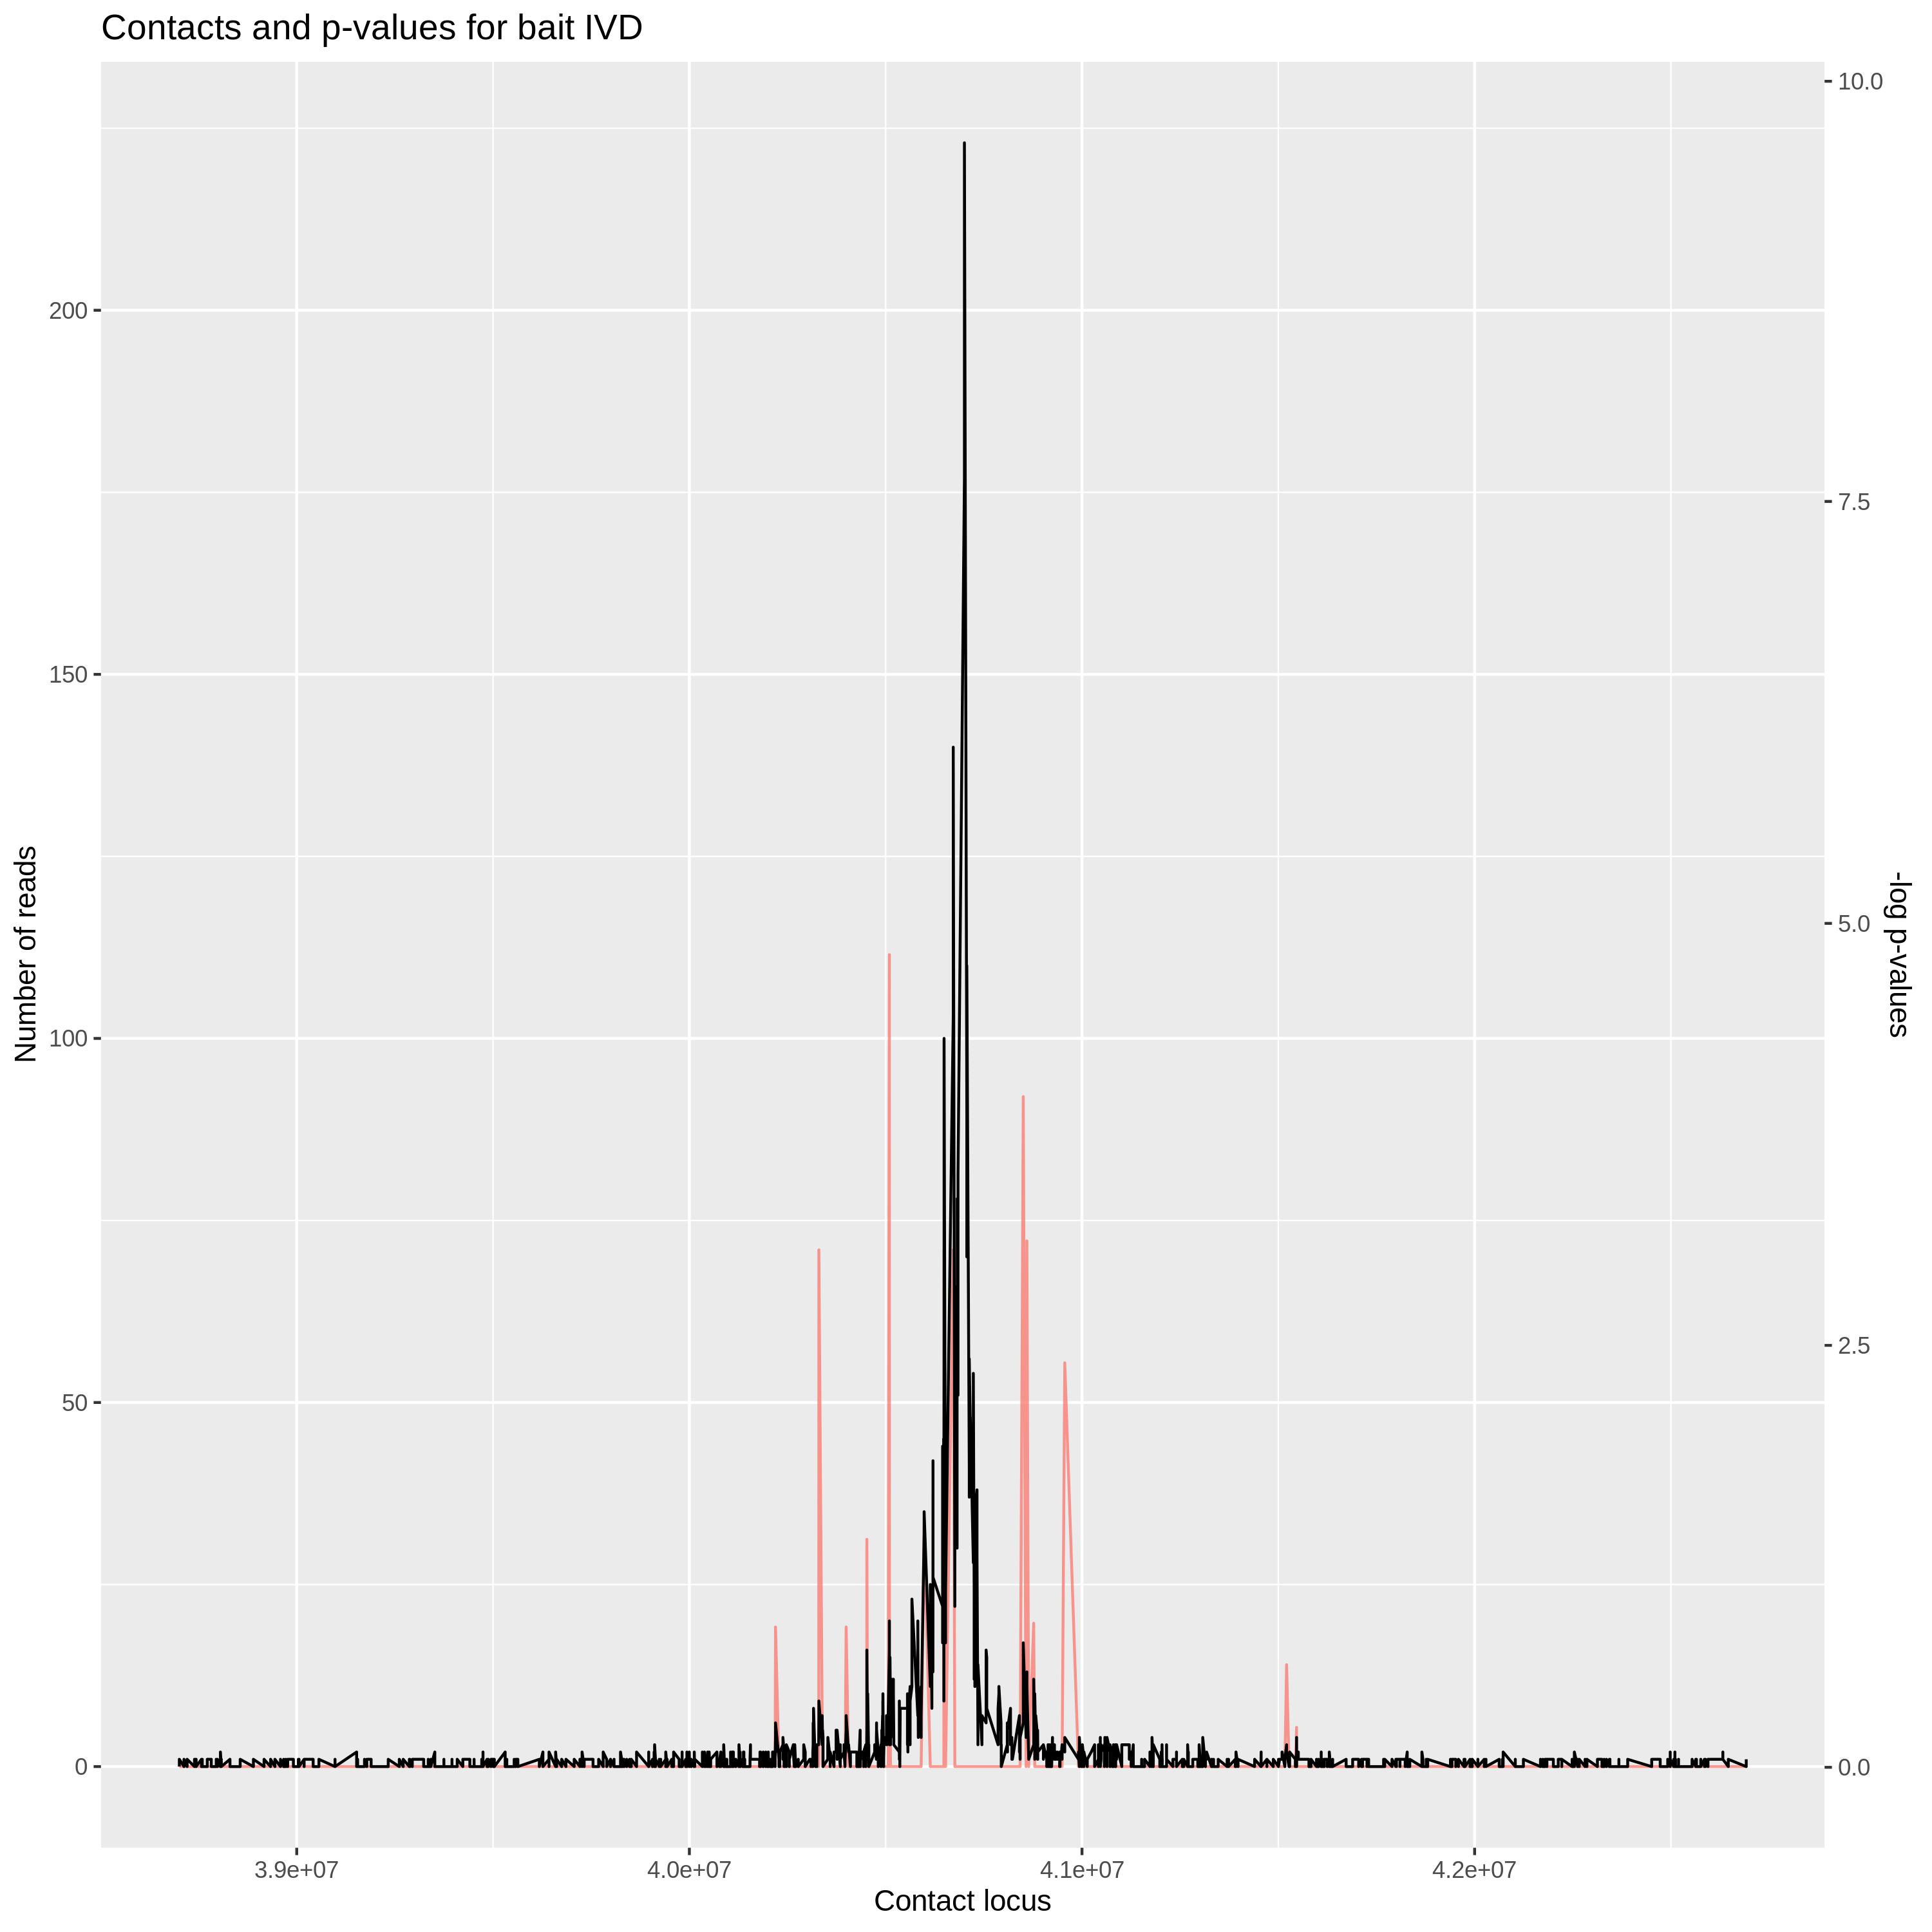 Contacts and p-values for bait IVD
10.0
200
7.5
150
Number of reads
5.0
-log p-values
100
2.5
50
0
0.0
3.9e+07 4.0e+07 4.1e+07 4.2e+07
Contact locus